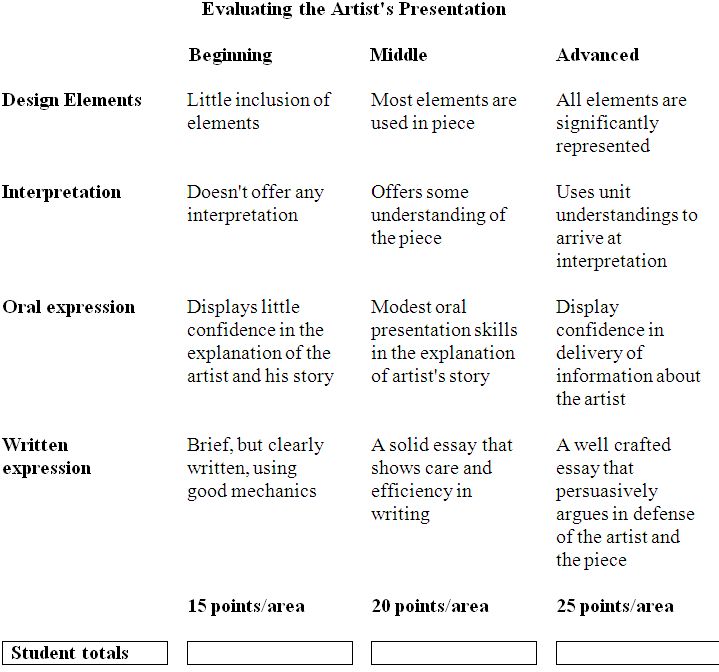 Evaluating the Artist's Presentation
Beginning Middle Advanced
Design Elements
Little inclusion of
elements
Most elements are
used in piece
All elements are
significantly
represented
Interpretation
Doesn't offer any
interpretation
Offers some
understanding of
the piece
Uses unit
understandings to
arrive at
interpretation
Oral expression
Displays little
confidence in the
explanation of the
artist and his story
Modest oral
presentation skills
in the explanation
of artist's story
Display
confidence in
delivery of
information about
the artist
Written
expression
Brief, but clearly
written, using
good mechanics
A solid essay that
shows care and
efficiency in
writing
A well crafted
essay that
persuasively
argues in defense
of the artist and
the piece
15 points/area 20 points/area 25 points/area
Student totals